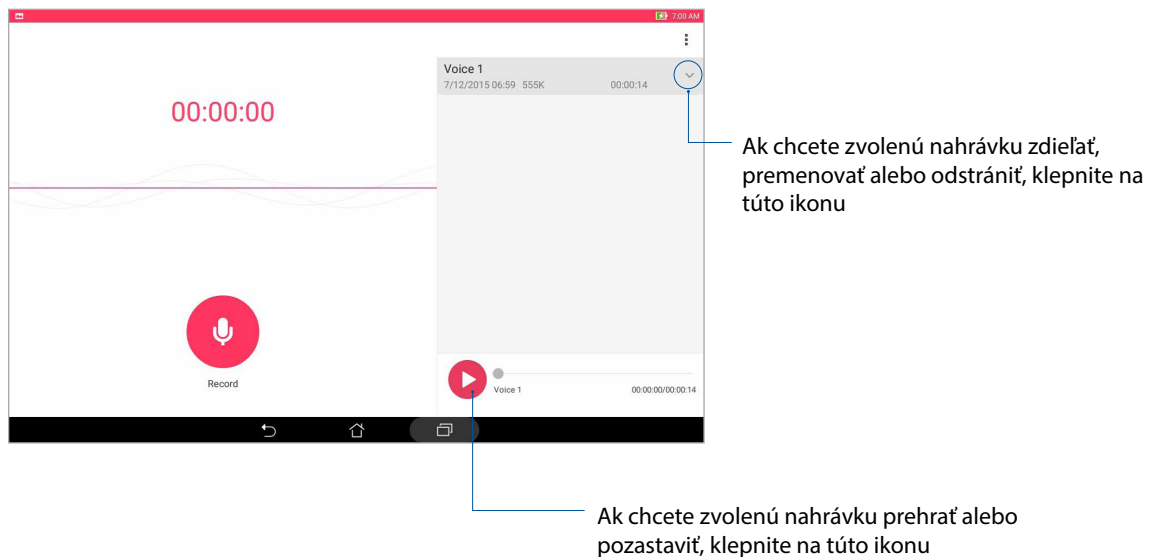 7:00 AM
00:00:00
Record
Voice 1
7/12/2015 06:59 555K 00:00:14
Voice 1 00:00:00/00:00:14
Ak chcete zvolenú nahrávku zdieľať,
premenovať alebo odstrániť, klepnite na
túto ikonu
Ak chcete zvolenú nahrávku prehrať alebo
pozastaviť, klepnite na túto ikonu